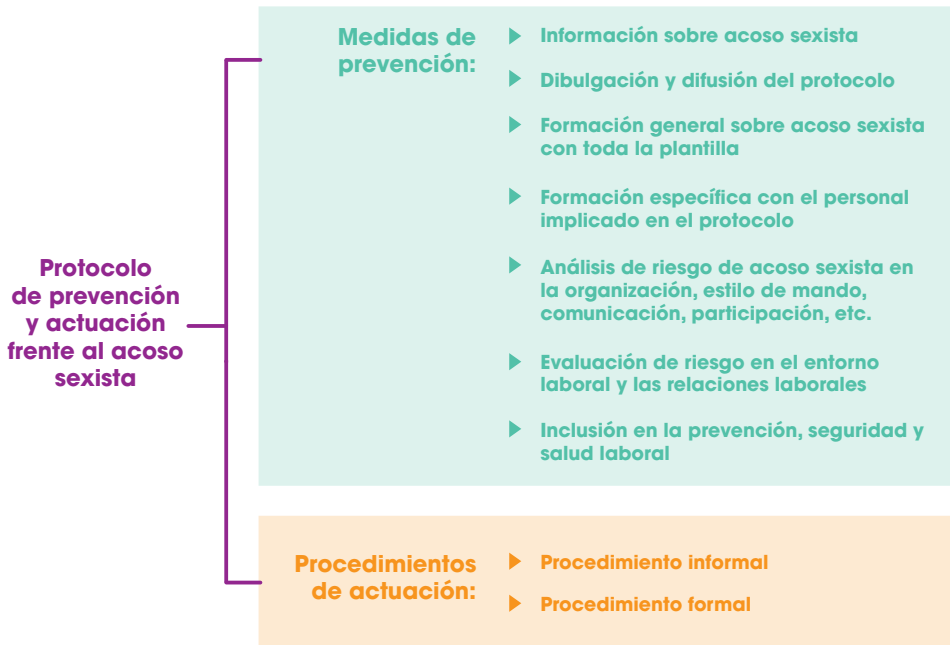 Protocolo
de prevención
y actuación
frente al acoso
sexista
Medidas de
prevención:
Información sobre acoso sexista
Dibulgación y difusión del protocolo
Formación general sobre acoso sexista
con toda la plantilla
Formación específica con el personal
implicado en el protocolo
Análisis de riesgo de acoso sexista en
la organización, estilo de mando,
comunicación, participación, etc.
Evaluación de riesgo en el entorno
laboral y las relaciones laborales
Inclusión en la prevención, seguridad y
salud laboral
Procedimientos
de actuación:
Procedimiento informal
Procedimiento formal